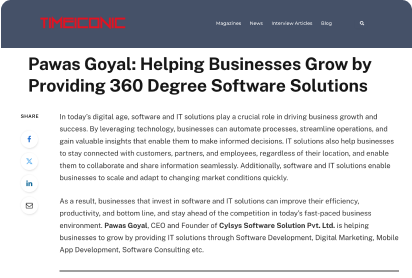 TIMESICONIC
Magazines News Interview Articles Blog
Pawas Goyal: Helping Businesses Grow by
Providing 360 Degree Software Solutions
SHARE
In today's digital age, software and IT solutions play a crucial role in driving business growth and
success. By leveraging technology, businesses can automate processes, streamline operations, and
gain valuable insights that enable them to make informed decisions. IT solutions also help businesses
to stay connected with customers, partners, and employees, regardless of their location, and enable
them to collaborate and share information seamlessly. Additionally, software and IT solutions enable
businesses to scale and adapt to changing market conditions quickly.
As a result, businesses that invest in software and IT solutions can improve their efficiency,
productivity, and bottom line, and stay ahead of the competition in today's fast-paced business
environment. Pawas Goyal, CEO and Founder of Cylsys Software Solution Pvt. Ltd. is helping
businesses to grow by providing IT solutions through Software Development, Digital Marketing, Mobile
App Development, Software Consulting etc.